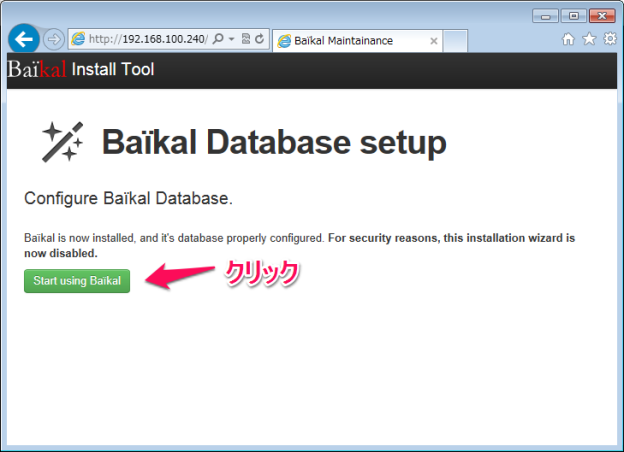 http://192.168.100.240/
Baïkal Maintainance
Baïkal Install Tool
Baïkal Database setup
Configure Baïkal Database.
Baïkal is now installed, and it's database properly configured. For security reasons, this installation wizard is
now disabled.
Start using Baïkal
クリック